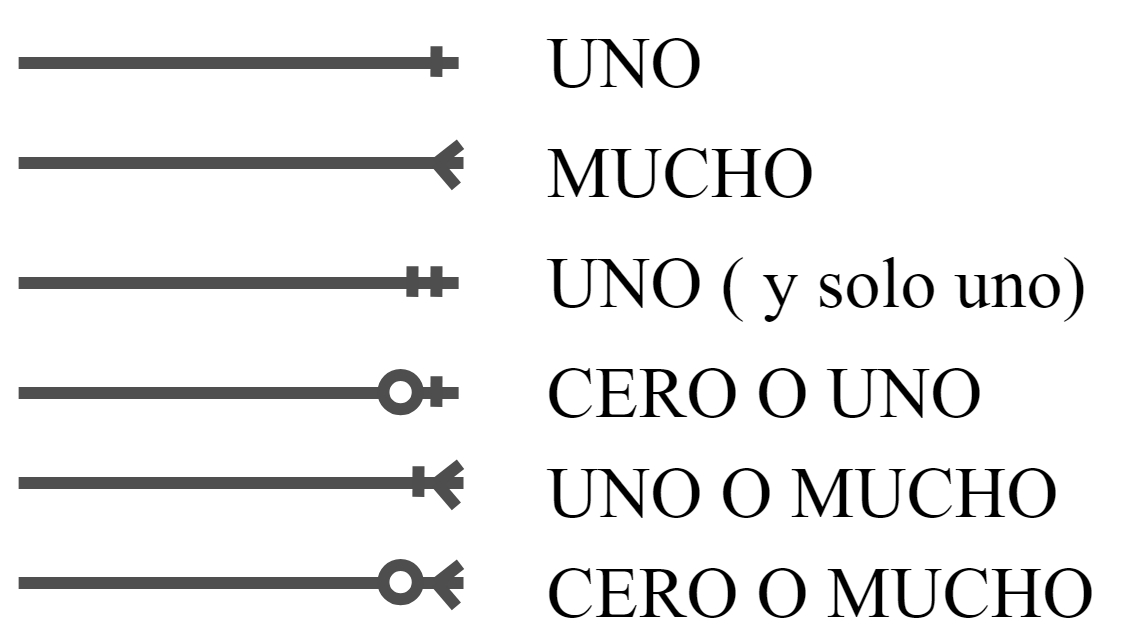 UNO
MUCHO
UNO ( y solo uno)
CERO O UNO
UNO O MUCHO
CERO O MUCHO